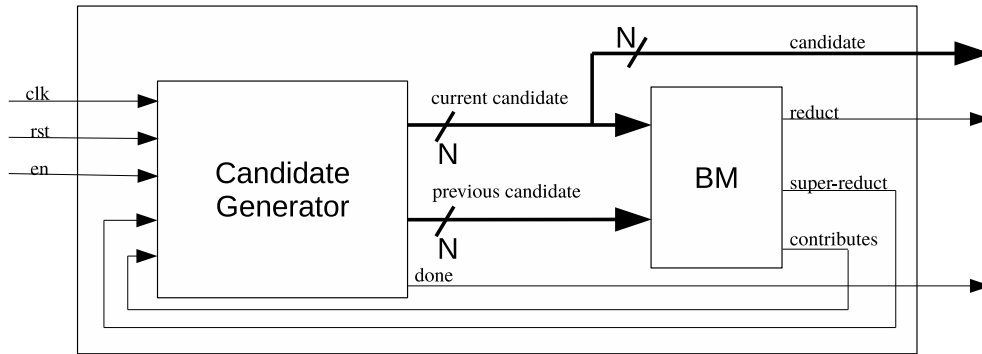 N
candidate
clk
current candidate
reduct
rst
N
en
Candidate
Generator
BM
previous candidate
super-reduct
N
contributes
done